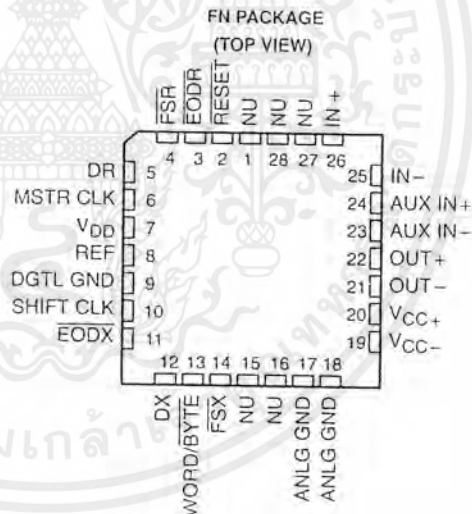 FN PACKAGE
(TOP VIEW)
FSR
EODR
RESET
NU
NU
NU
IN +
4 3 2 1 28 27 26
DR 5
MSTR CLK 6
VDD 7
REF 8
DGTL GND 9
SHIFT CLK 10
EODX 11
25 IN−
24 AUX IN+
23 AUX IN−
22 OUT+
21 OUT−
20 VCC+
19 VCC−
12 13 14 15 16 17 18
DX
WORD/BYTE
FSX
NU
NU
ANLG GND
ANLG GND